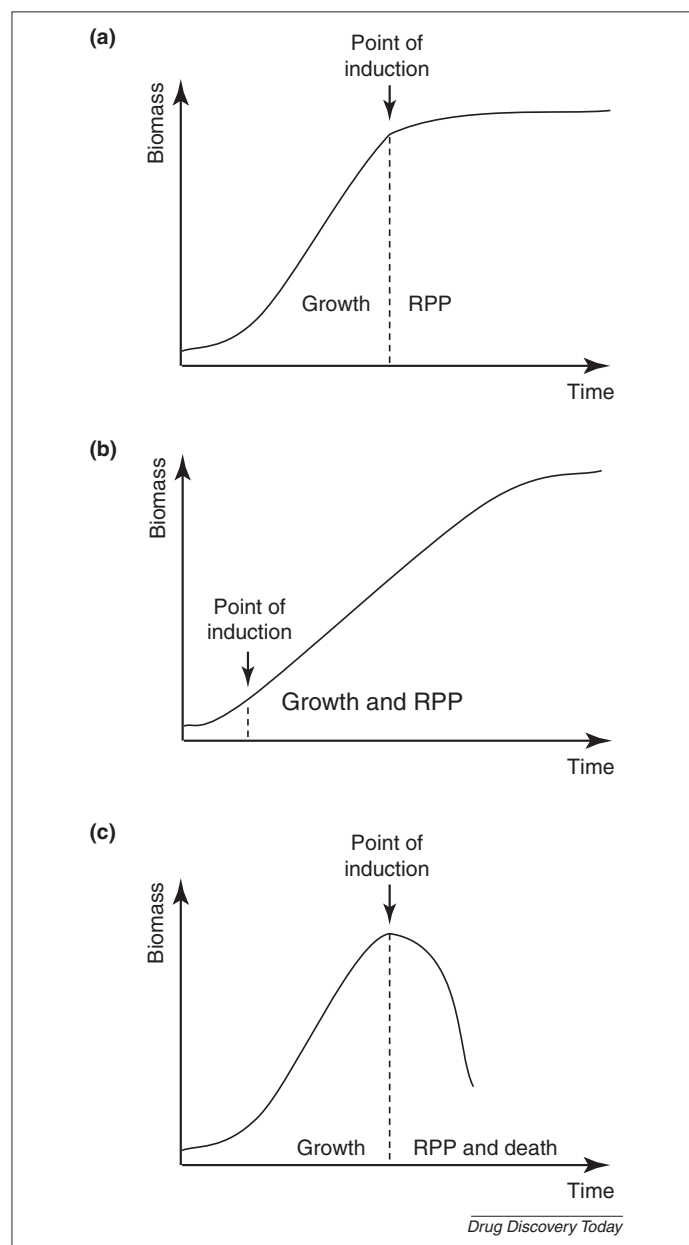 (a)
Point of
induction
Biomass
Growth
RPP
Time
(b)
Biomass
Point of
induction
Growth and RPP
Time
(c)
Point of
induction
Biomass
Growth
RPP and death
Time
Drug Discovery Today